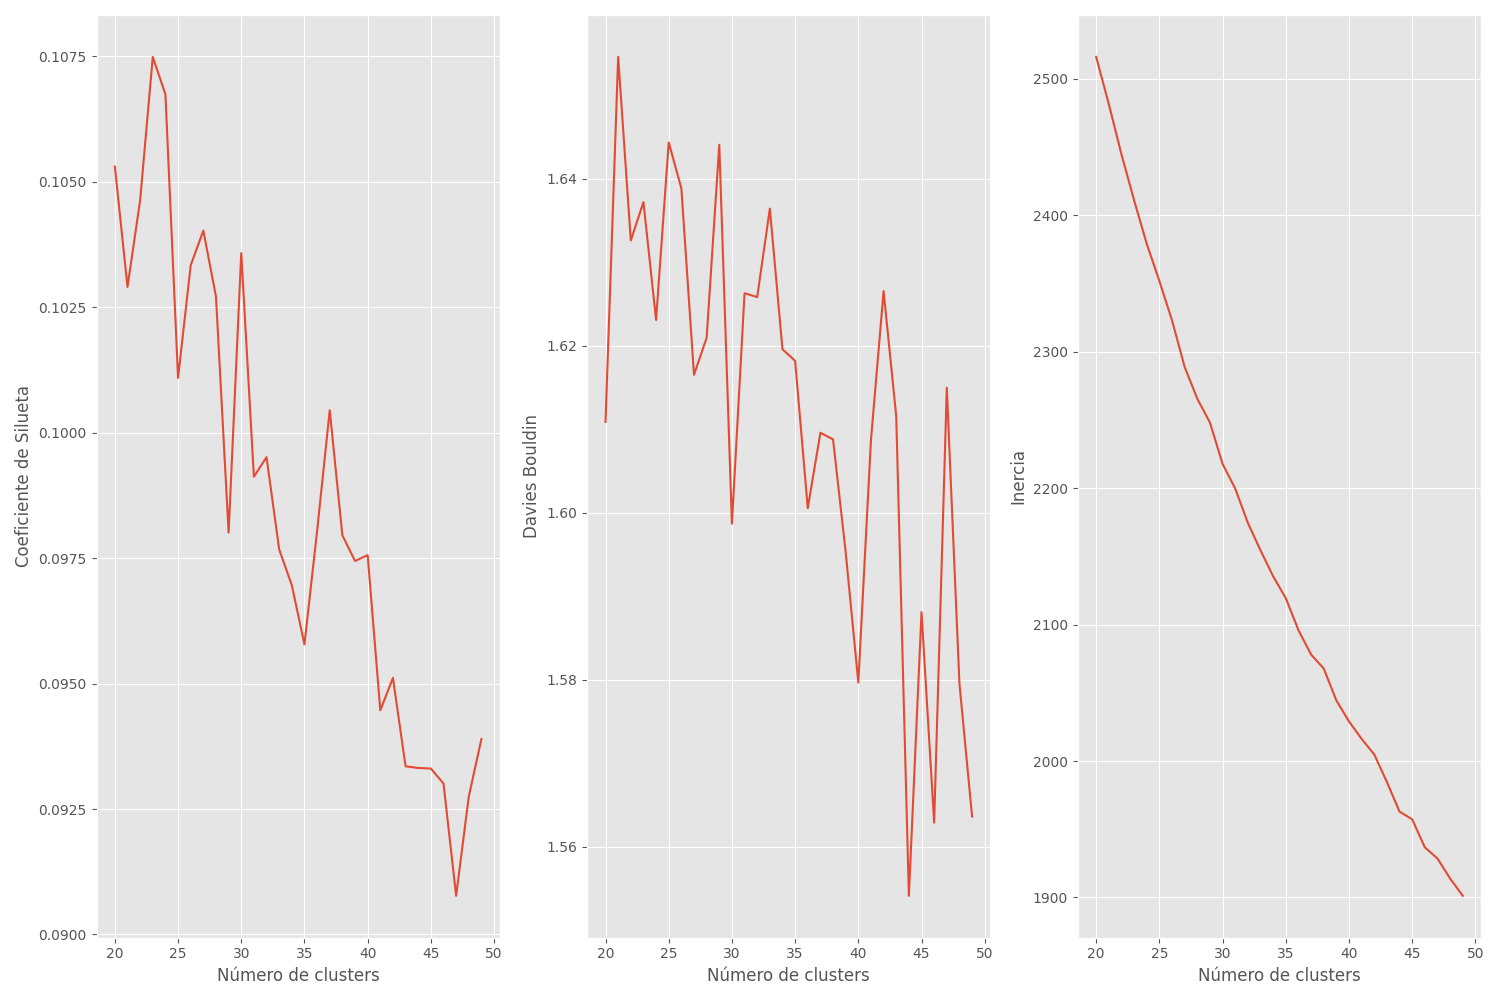 Coeficiente de Silueta
0.1075
0.1050
0.1025
0.1000
0.0975
0.0950
0.0925
0.0900
20 25 30 35 40 45 50
Número de clusters
Davies Bouldin
1.64
1.62
1.60
1.58
1.56
20 25 30 35 40 45 50
Número de clusters
Inercia
2500
2400
2300
2200
2100
2000
1900
20 25 30 35 40 45 50
Número de clusters